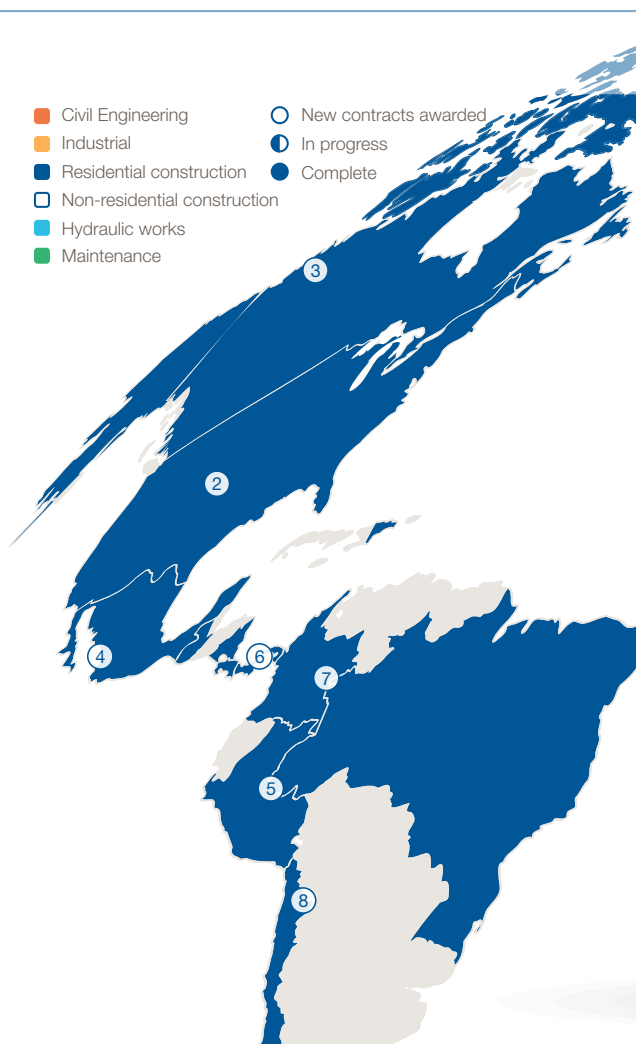 Civil Engineering
Industrial
Residential construction
Non-residential construction
Hydraulic works
Maintenance
New contracts awarded
In progress
Complete
3
2
4
6
7
5
8